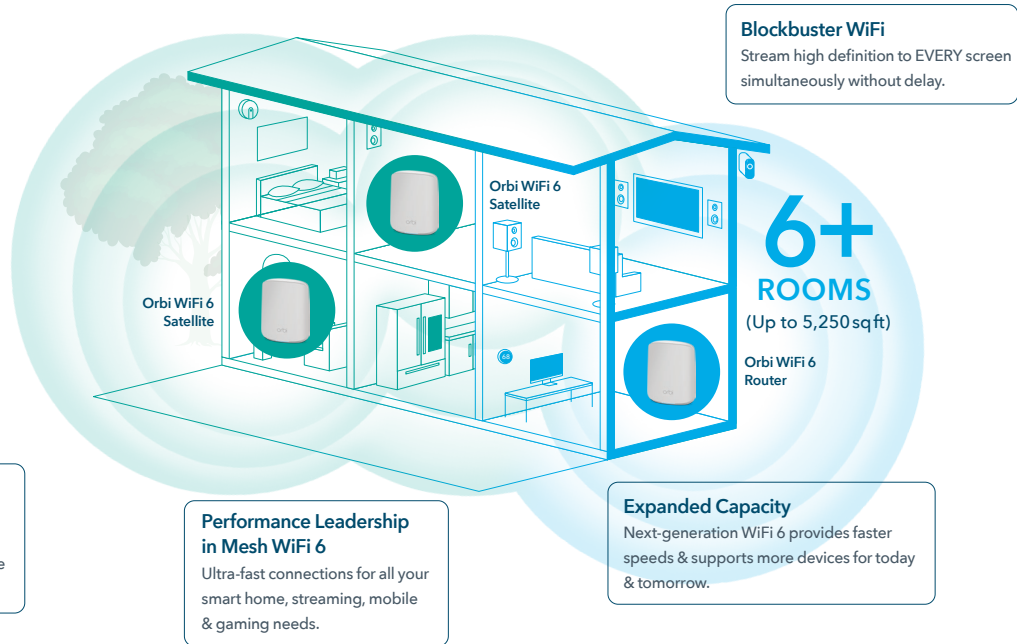 Blockbuster WiFi
Stream high definition to EVERY screen
simultaneously without delay.
Orbi WiFi 6
Satellite
6+
ROOMS
(Up to 5,250 sq ft)
Orbi WiFi 6
Satellite
68
Orbi WiFi 6
Router
Performance Leadership
in Mesh WiFi 6
Ultra-fast connections for all your
smart home, streaming, mobile
& gaming needs.
Expanded Capacity
Next-generation WiFi 6 provides faster
speeds & supports more devices for today
& tomorrow.